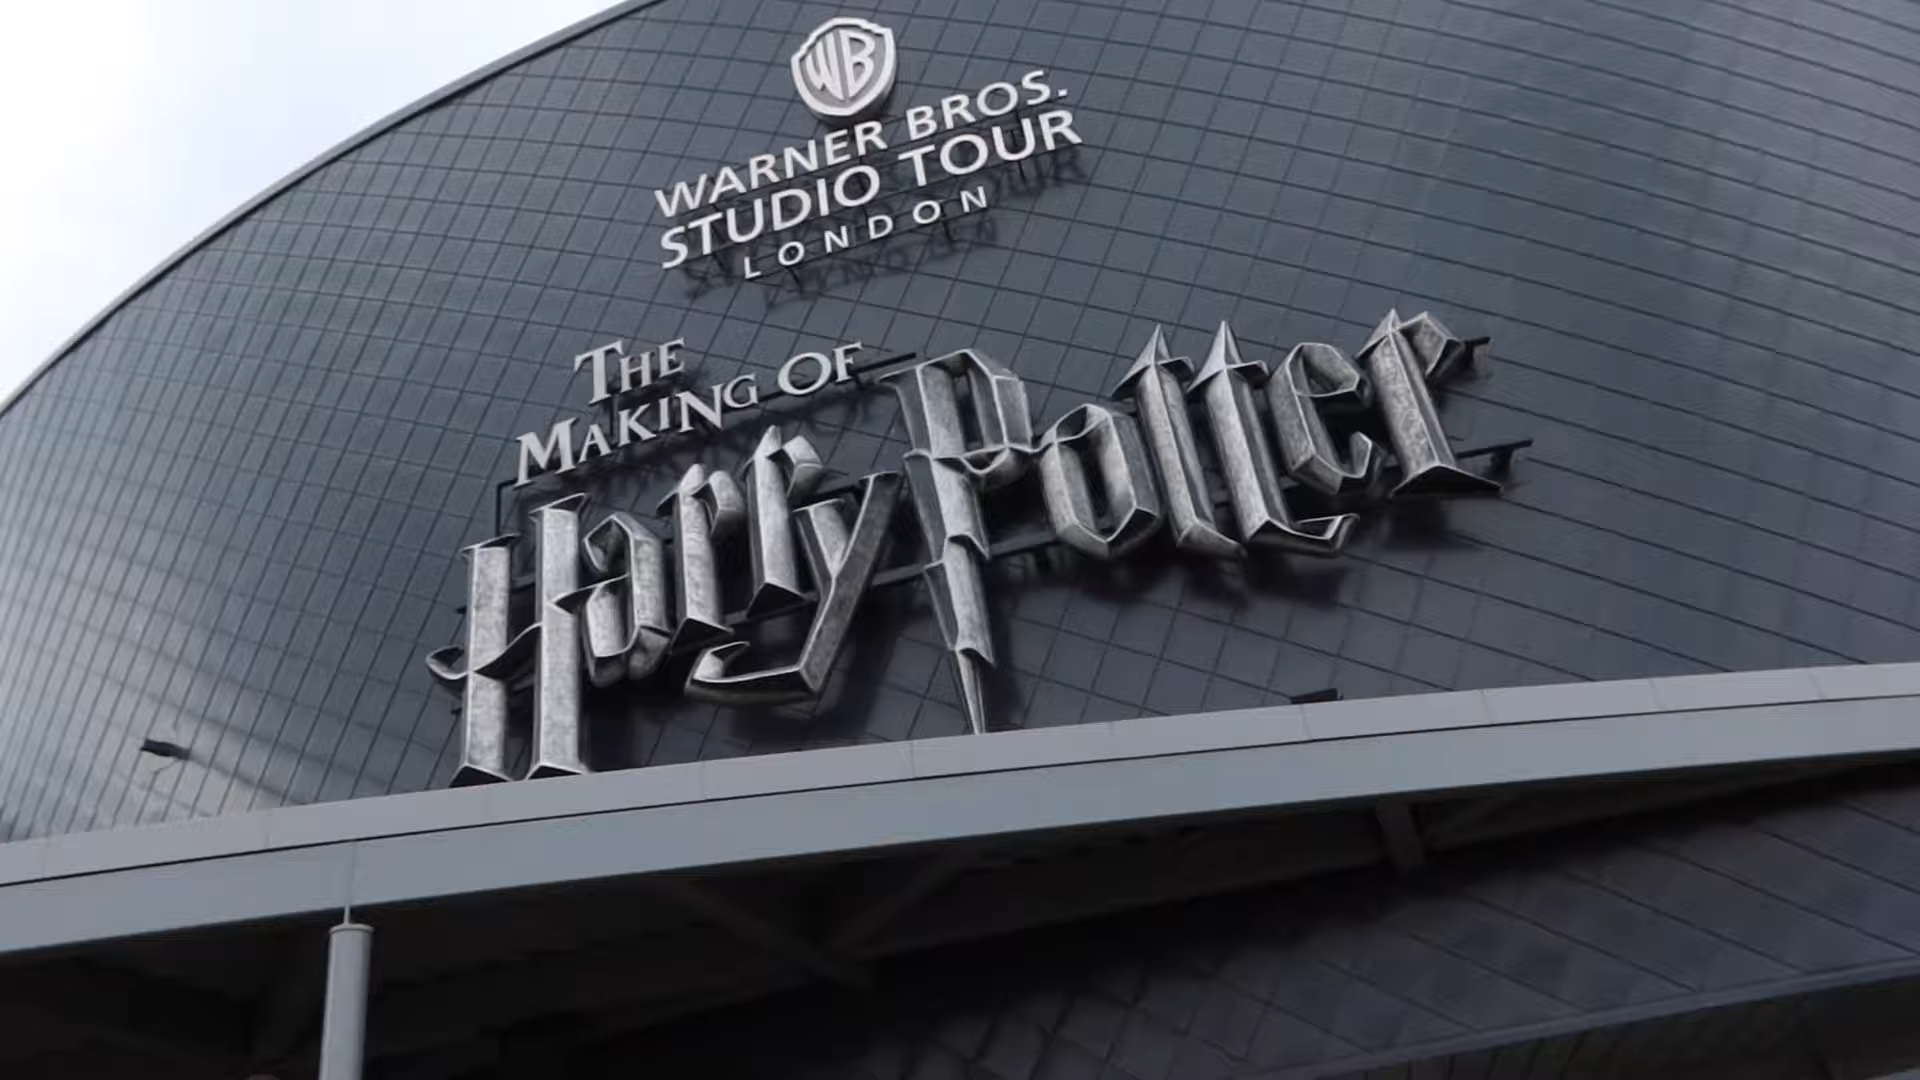 WB
WARNER BROS.
STUDIO TOUR
LONDON
THE
MAKING OF
Harry Potter